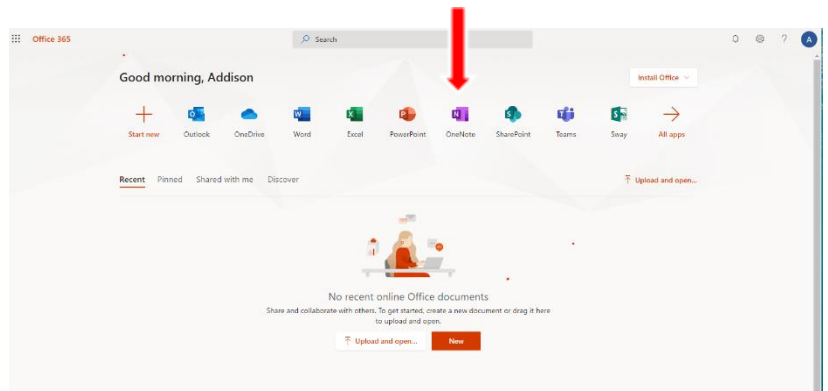 Office 365
Search
?
A
Good morning, Addison
Install Office
Start new Outlook OneDrive Word Excel PowerPoint OneNote SharePoint Teams Sway All apps
Recent Pinned Shared with me Discover
Upload and open...
No recent online Office documents
Share and collaborate with others. To get started, create a new document or drag it here
to upload and open.
Upload and open... New